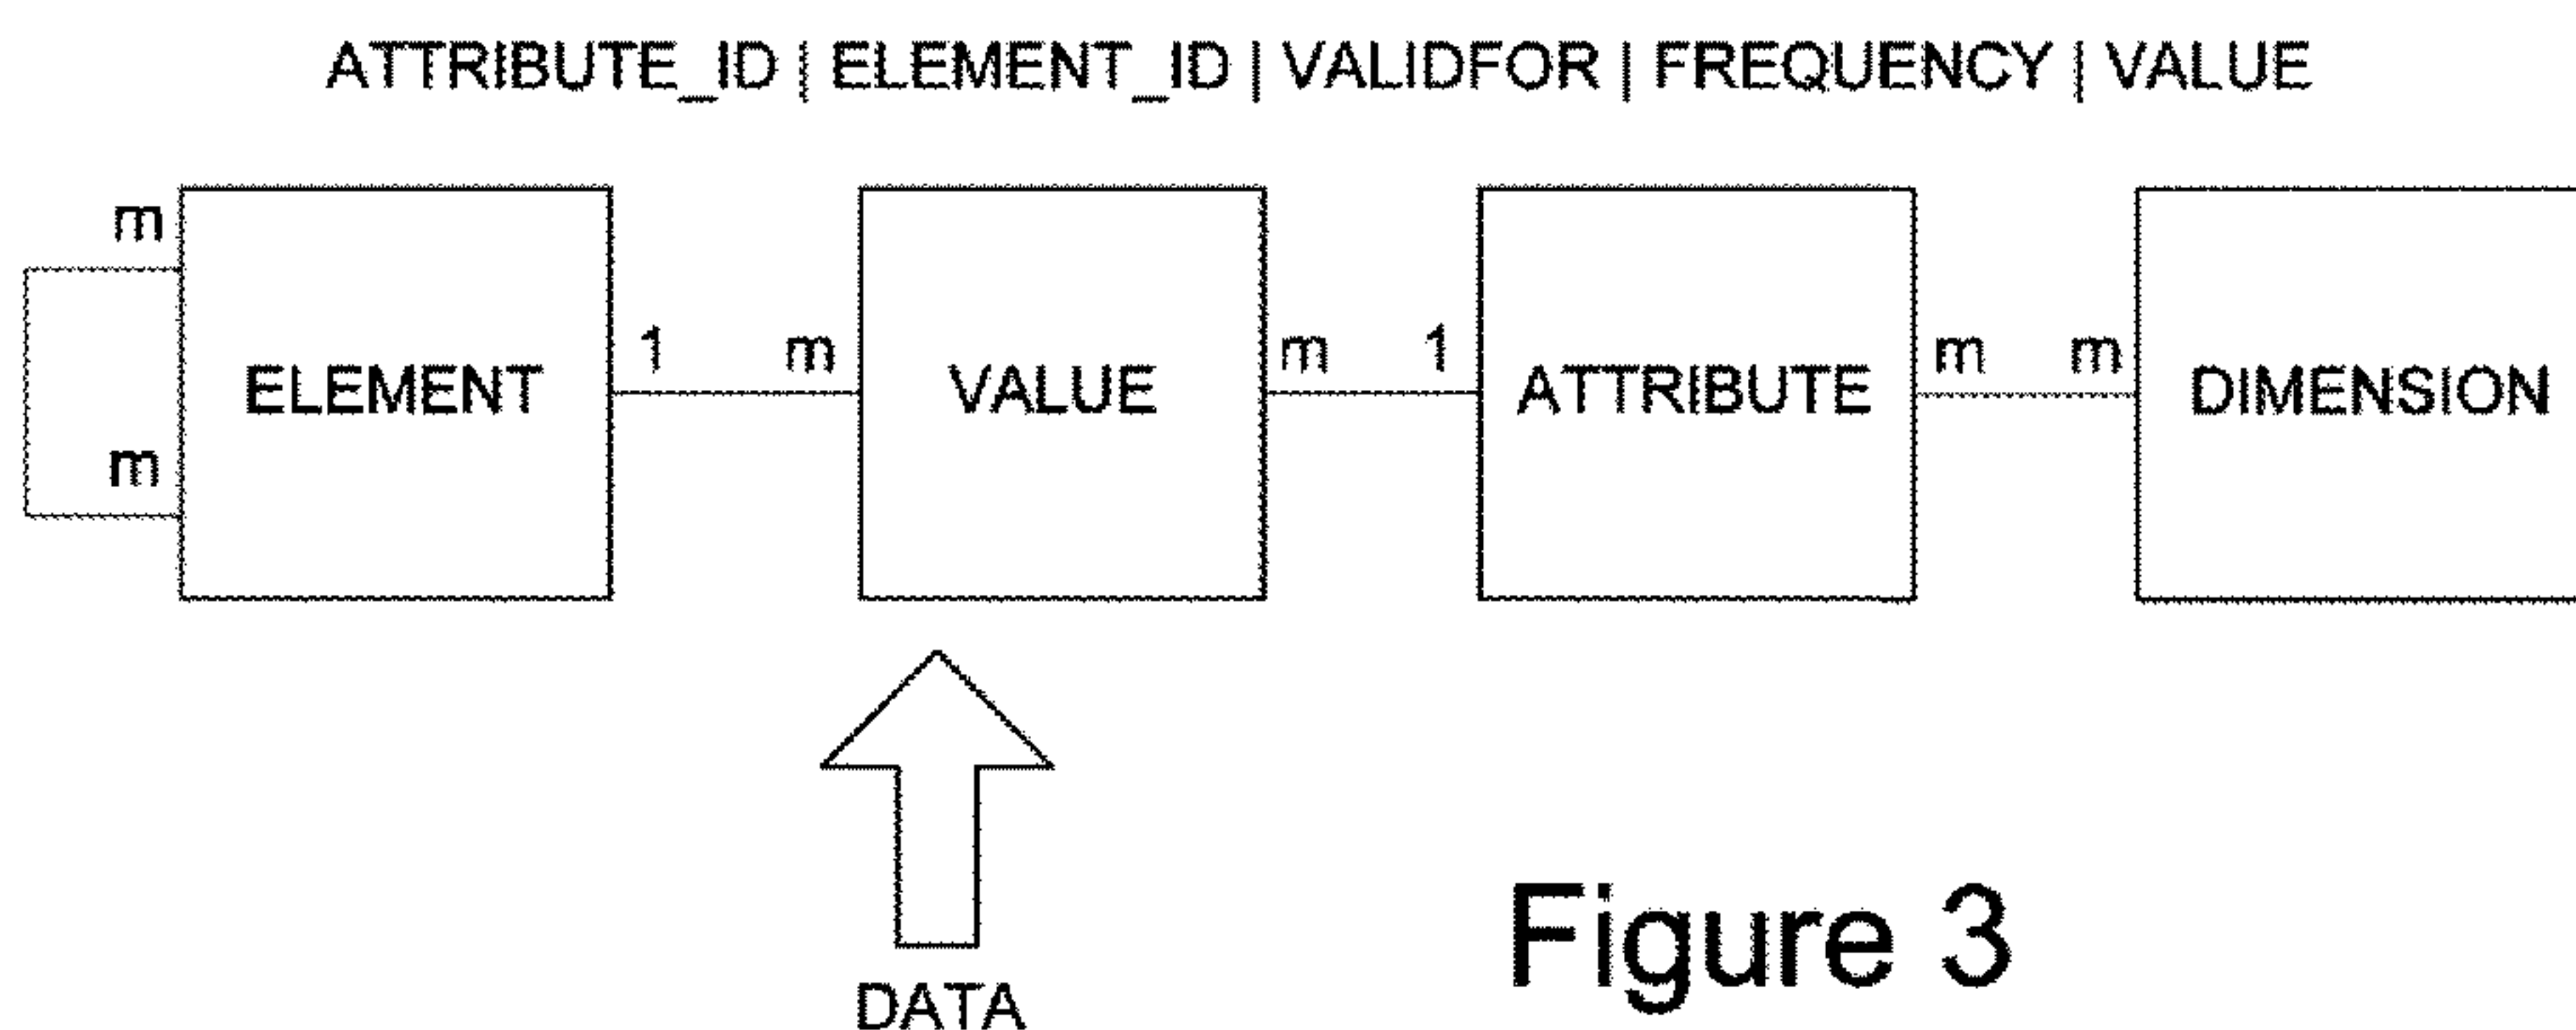 ATTRIBUTE_ID | ELEMENT_ID | VALIDFOR | FREQUENCY | VALUE
m
1 m m 1 m m
ELEMENT VALUE ATTRIBUTE DIMENSION
m
DATA
Figure 3